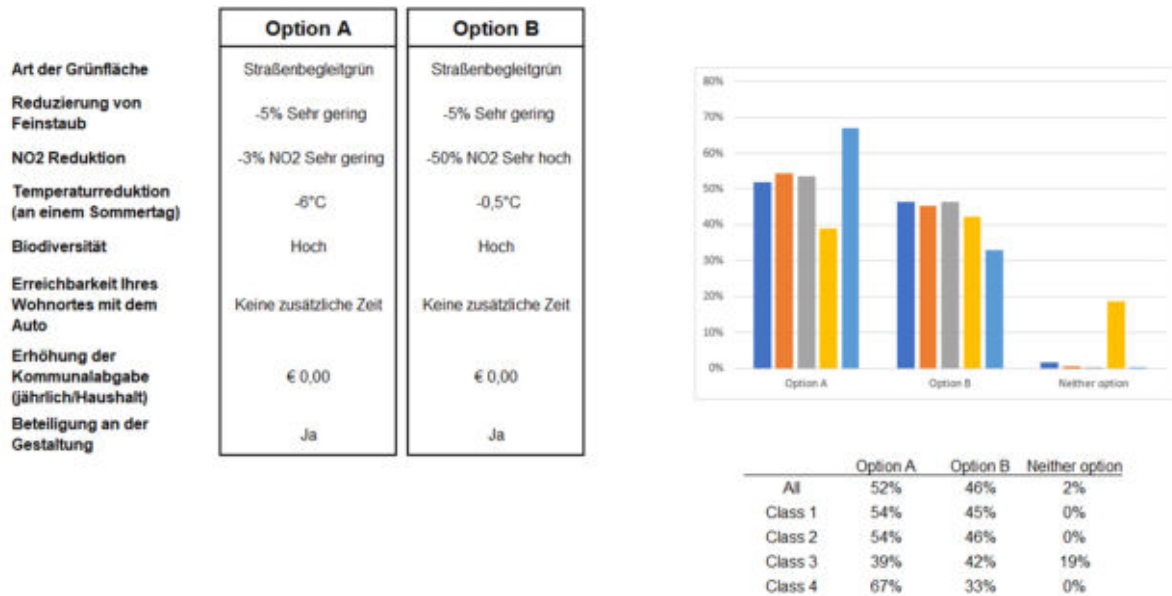 Option A Option B
Art der Grünfläche Straßenbegleitgrün Straßenbegleitgrün
Reduzierung von
Feinstaub -5% Sehr gering -5% Sehr gering
NO2 Reduktion -3% NO2 Sehr gering -50% NO2 Sehr hoch
Temperaturreduktion
(an einem Sommertag) -6°C -0,5°C
Biodiversität Hoch Hoch
Erreichbarkeit Ihres
Wohnortes mit dem Keine zusätzliche Zeit Keine zusätzliche Zeit
Auto
Erhöhung der
Kommunalabgabe € 0,00 € 0,00
(jährlich/Haushalt)
Beteiligung an der
Gestaltung Ja Ja
80%
70%
60%
50%
40%
30%
20%
10%
0%
Option A Option B Neither option
Option A Option B Neither option
All 52% 46% 2%
Class 1 54% 45% 0%
Class 2 54% 46% 0%
Class 3 39% 42% 19%
Class 4 67% 33% 0%